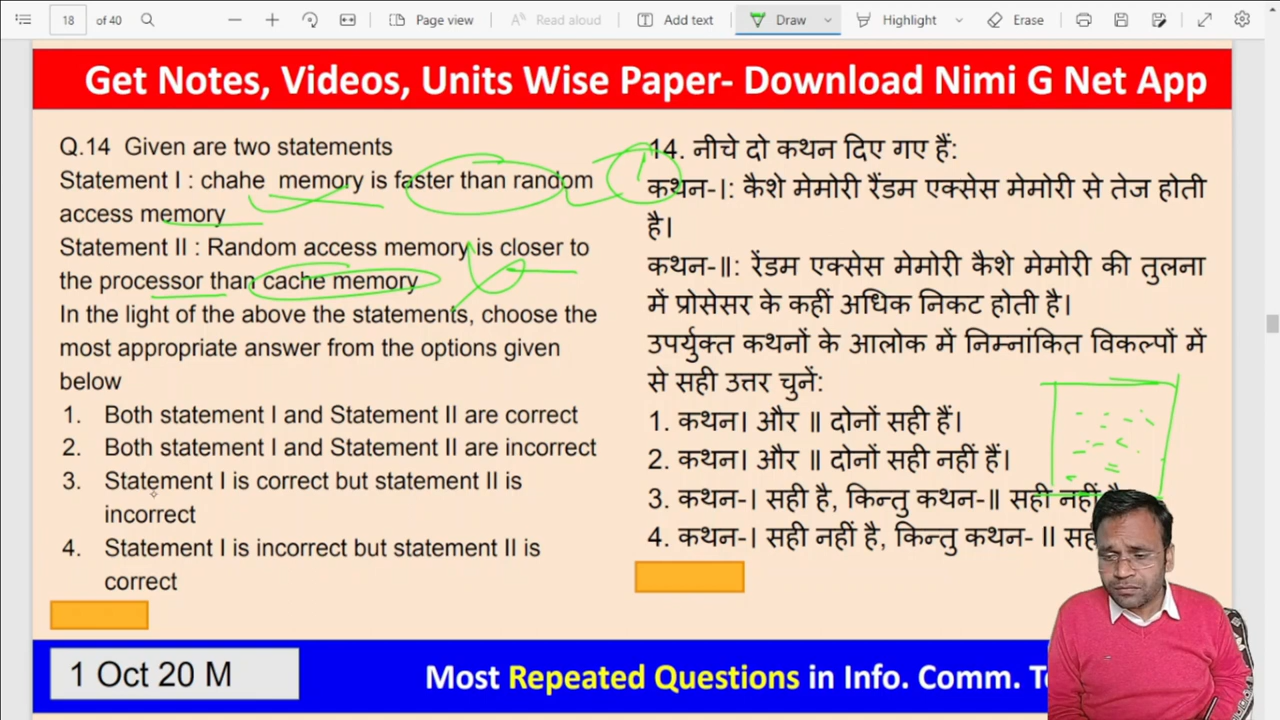 18 of 40
Page view
Read aloud
Add text
Draw
Highlight
Erase
Get Notes, Videos, Units Wise Paper- Download Nimi G Net App
Q.14 Given are two statements
Statement I : chahe memory is faster than random
access memory
Statement II : Random access memory is closer to
the processor than cache memory
In the light of the above the statements, choose the
most appropriate answer from the options given
below
1. Both statement I and Statement II are correct
2. Both statement I and Statement II are incorrect
3. Statement I is correct but statement II is
incorrect
4. Statement I is incorrect but statement II is
correct
14. नीचे दो कथन दिए गए हैं:
कथन-।: कैशे मेमोरी रैंडम एक्सेस मेमोरी से तेज होती
है।
कथन-॥: रेंडम एक्सेस मेमोरी कैशे मेमोरी की तुलना
में प्रोसेसर के कहीं अधिक निकट होती है।
उपर्युक्त कथनों के आलोक में निम्नांकित विकल्पों में
से सही उत्तर चुनें:
1. कथन। और ॥ दोनों सही हैं।
2. कथन। और ॥ दोनों सही नहीं हैं।
3. कथन-। सही है, किन्तु कथन-॥ सही नहीं
4. कथन-। सही नहीं है, किन्तु कथन- II
1 Oct 20 M
Most Repeated Questions in Info. Comm.